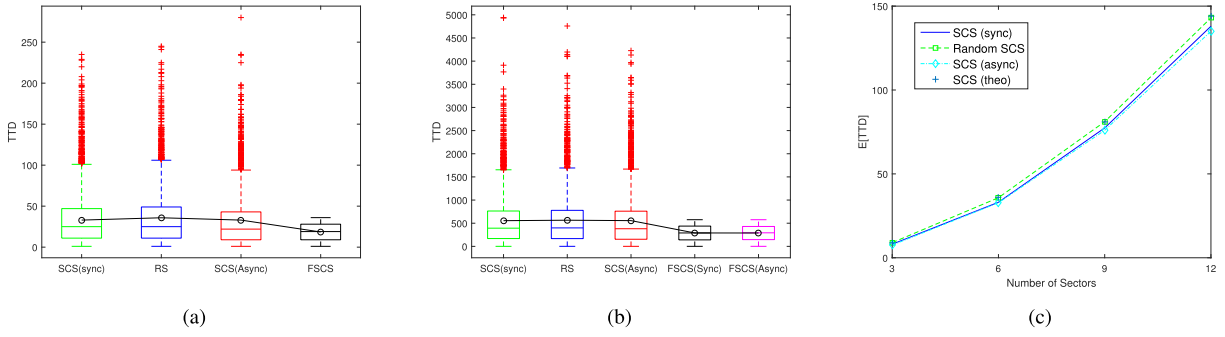 TTD
250
200
150
100
50
0
SCS(sync) RS SCS(Async) FSCS
(a)
TTD
5000
4500
4000
3500
3000
2500
2000
1500
1000
500
0
SCS(sync) RS SCS(Async) FSCS(Sync) FSCS(Async)
(b)
E[TTD]
150
100
50
0
SCS (sync)
Random SCS
SCS (async)
SCS (theo)
3 6 9 12
Number of Sectors
(c)